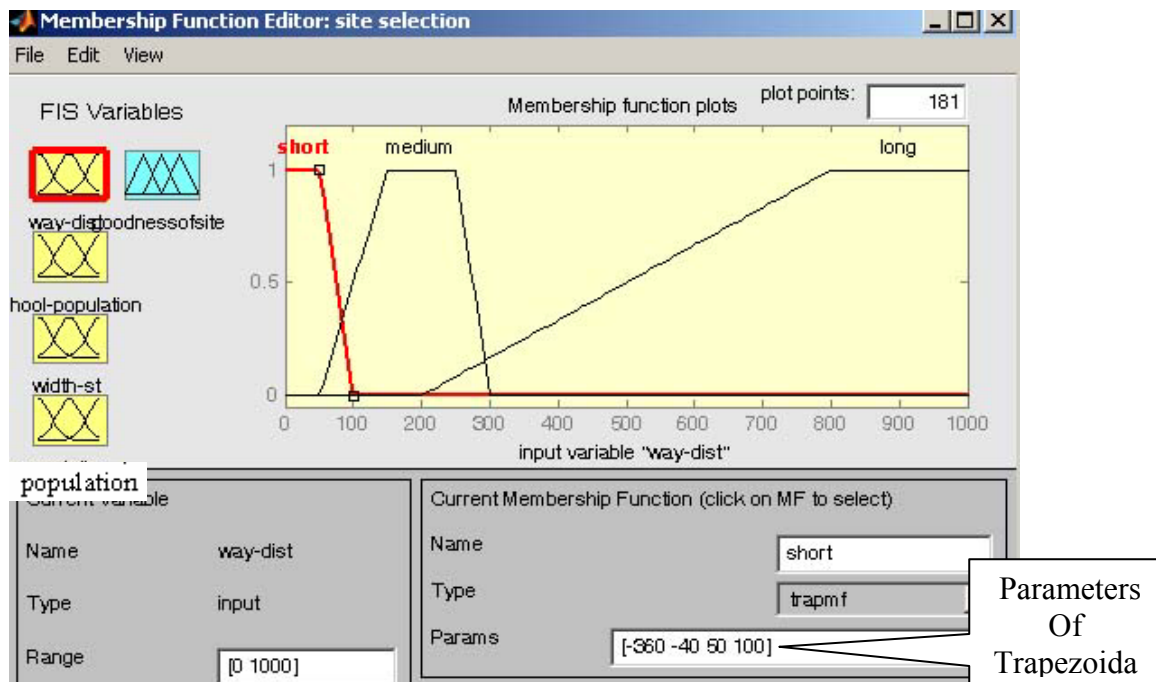 Membership Function Editor: site selection
File Edit View
FIS Variables
Membership function plots
plot points:
181
short
medium
long
1
0.5
0
0 100 200 300 400 500 600 700 800 900 1000
input variable "way-dist"
way-dist
goodnessofsite
hool-population
width-st
population
Current Variable
Name way-dist
Type input
Range [0 1000]
Current Membership Function (click on MF to select)
Name short
Type trapmf
Params [-360 -40 50 100]
Parameters
Of
Trapezoida